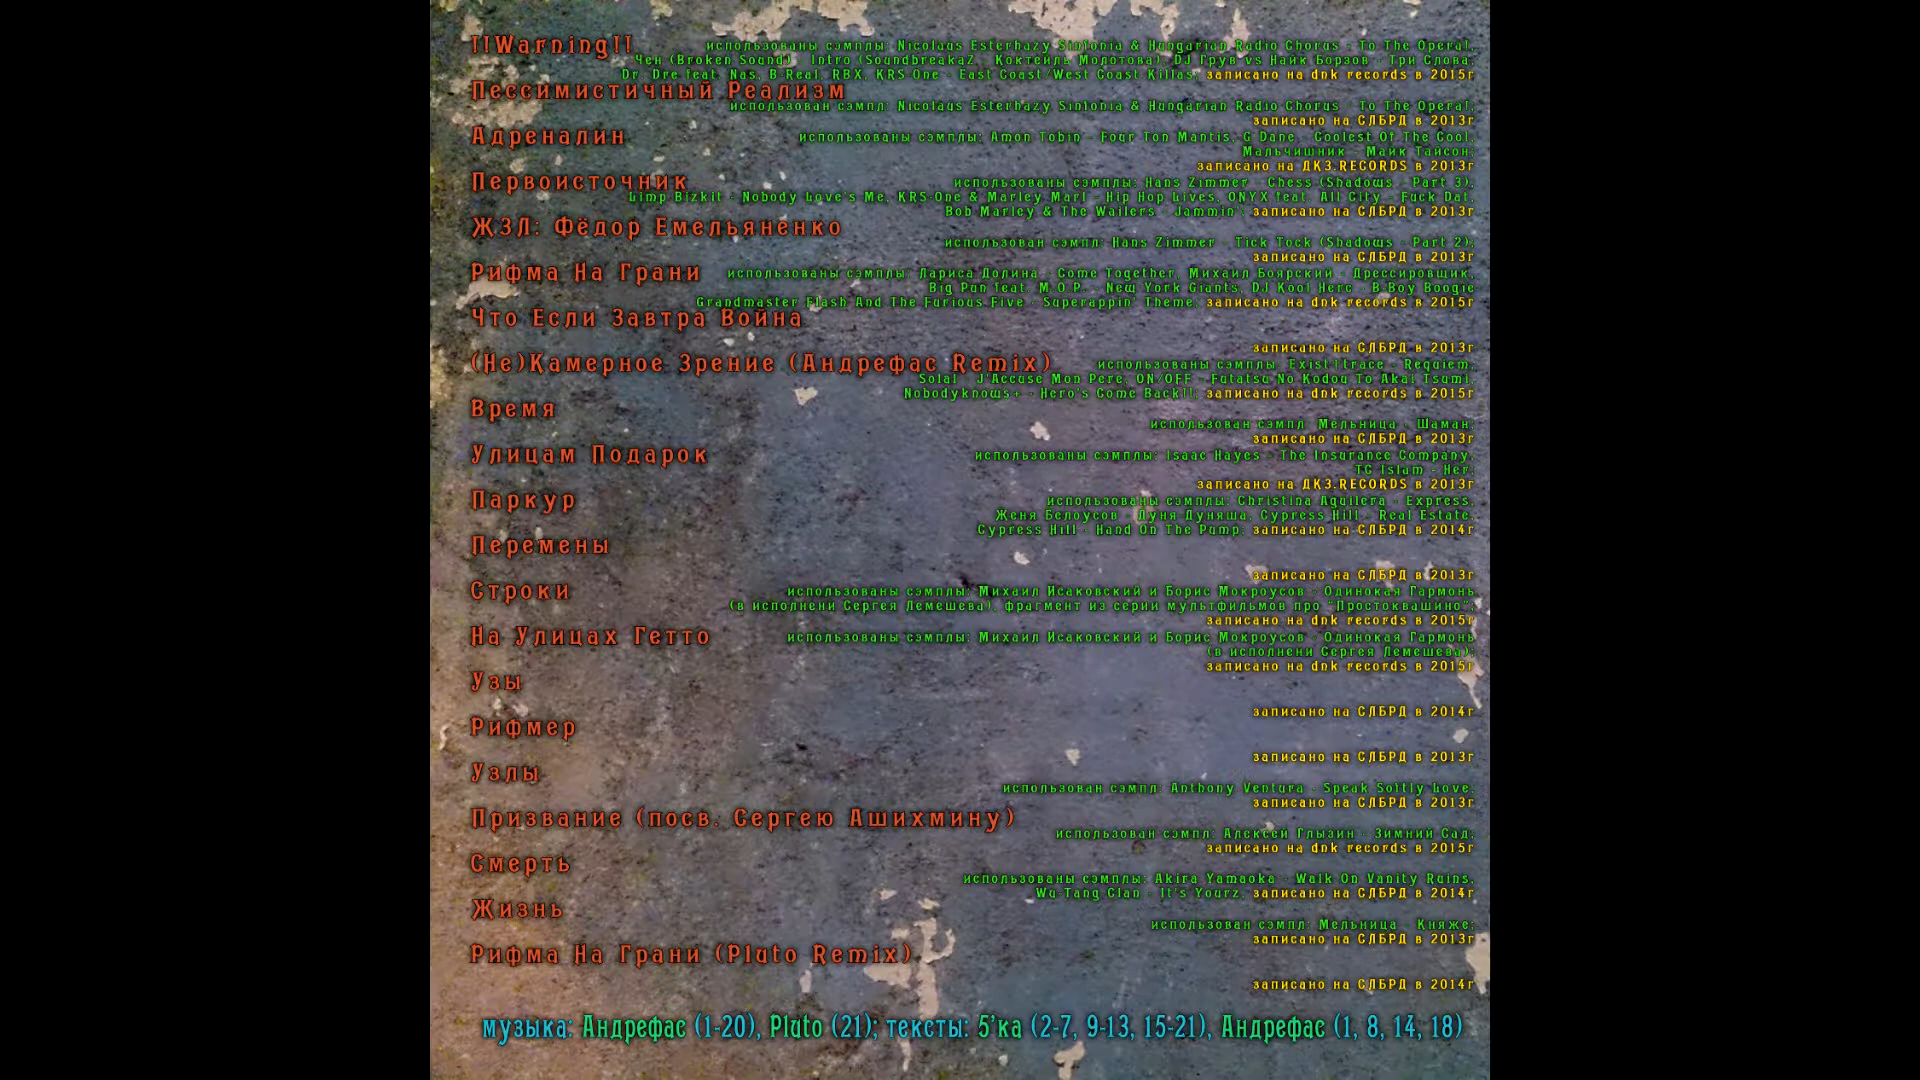 !!Warning!!
использованы сэмплы: Nicolaus Esterhazy Sinfonia & Hungarian Radio Chorus - To The Opera!,
Чен (Broken Sound) - Intro (SoundbreakaZ - Коктейль Молотова), DJ Грув vs Найк Борзов - Три Слова,
Dr. Dre feat. Nas, B-Real, RBX, KRS-One - East Coast/West Coast Killas; записано на dnk records в 2015г
Пессимистичный Реализм
использован сэмпл: Nicolaus Esterhazy Sinfonia & Hungarian Radio Chorus - To The Opera!;
записано на СЛБРД в 2013г
Адреналин
использованы сэмплы: Amon Tobin - Four Ton Mantis, G-Dane - Coolest Of The Cool,
Мальчишник - Майк Тайсон;
записано на ДКЗ.RECORDS в 2013г
Первоисточник
использованы сэмплы: Hans Zimmer - Chess (Shadows - Part 3),
Limp Bizkit - Nobody Love's Me, KRS-One & Marley Marl - Hip Hop Lives, ONYX feat. All City - Fuck Dat,
Bob Marley & The Wailers - Jammin'; записано на СЛБРД в 2013г
ЖЗЛ: Фёдор Емельяненко
использован сэмпл: Hans Zimmer - Tick Tock (Shadows - Part 2);
записано на СЛБРД в 2013г
Рифма На Грани
использованы сэмплы: Лариса Долина - Come Together, Михаил Боярский - Дрессировщик,
Big Pun feat. M.O.P. - New York Giants, DJ Kool Herc - B-Boy Boogie
Grandmaster Flash And The Furious Five - Superappin' Theme; записано на dnk records в 2015г
Что Если Завтра Война
записано на СЛБРД в 2013г
(Не)Камерное Зрение (Андрефас Remix)
использованы сэмплы: Exist†trace - Requiem,
Solal - J'Accuse Mon Pere, ON/OFF - Futatsu No Kodou To Akai Tsumi,
Nobodyknows+ - Hero's Come Back!!; записано на dnk records в 2015г
Время
использован сэмпл: Мельница - Шаман;
записано на СЛБРД в 2013г
Улицам Подарок
использованы сэмплы: Isaac Hayes - The Insurance Company,
TC Islam - Her;
записано на ДКЗ.RECORDS в 2013г
Паркур
использованы сэмплы: Christina Aguilera - Express,
Женя Белоусов - Дуня-Дуняша, Cypress Hill - Real Estate,
Cypress Hill - Hand On The Pump; записано на СЛБРД в 2014г
Перемены
записано на СЛБРД в 2013г
Строки
использованы сэмплы: Михаил Исаковский и Борис Мокроусов - Одинокая Гармонь
(в исполнени Сергея Лемешева), фрагмент из серии мультфильмов про "Простоквашино";
записано на dnk records в 2015г
На Улицах Гетто
использованы сэмплы: Михаил Исаковский и Борис Мокроусов - Одинокая Гармонь
(в исполнени Сергея Лемешева);
записано на dnk records в 2015г
Узы
записано на СЛБРД в 2014г
Рифмер
записано на СЛБРД в 2013г
Узлы
использован сэмпл: Anthony Ventura - Speak Softly Love;
записано на СЛБРД в 2013г
Призвание (посв. Сергею Ашихмину)
использован сэмпл: Алексей Глызин - Зимний Сад;
записано на dnk records в 2015г
Смерть
использованы сэмплы: Akira Yamaoka - Walk On Vanity Ruins,
Wu-Tang Clan - It's Yourz; записано на СЛБРД в 2014г
Жизнь
использован сэмпл: Мельница - Княже;
записано на СЛБРД в 2013г
Рифма На Грани (Pluto Remix)
записано на СЛБРД в 2014г
музыка: Андрефас (1-20), Pluto (21); тексты: 5'ка (2-7, 9-13, 15-21), Андрефас (1, 8, 14, 18)